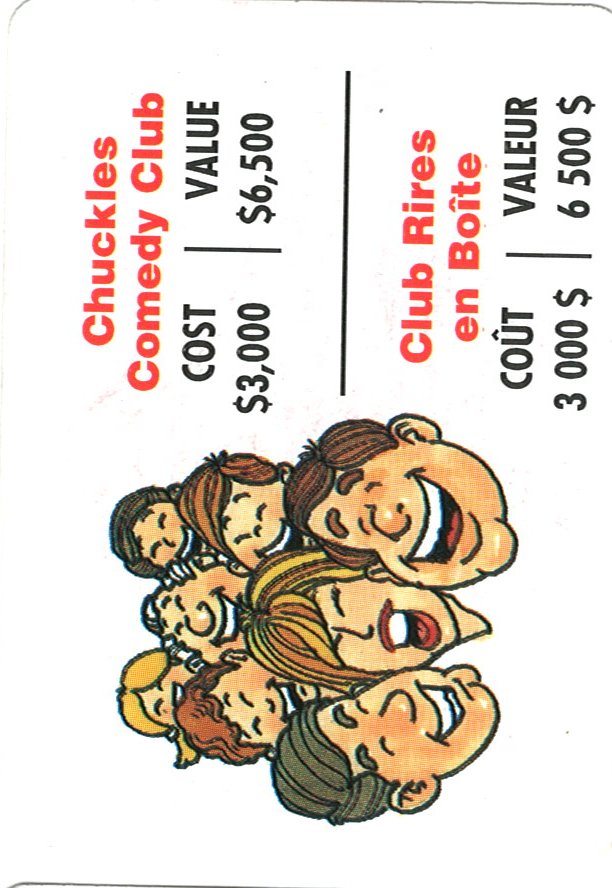 Chuckles
Comedy Club
COST VALUE
$3,000 $6,500
Club Rires
en Boîte
COÛT VALEUR
3 000 $ 6 500 $